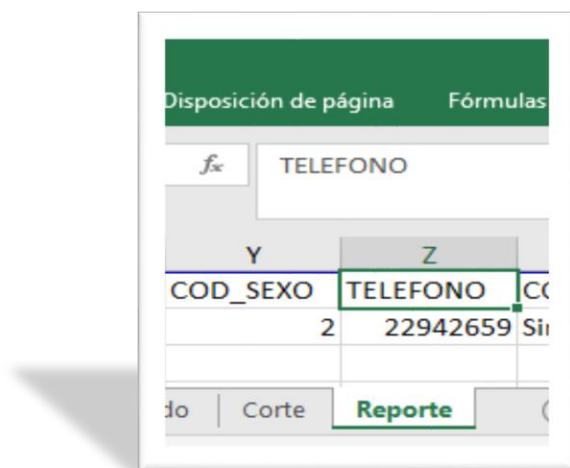 Disposición de página Fórmulas
fx TELEFONO
Y Z
COD_SEXO TELEFONO
2 22942659
Corte Reporte